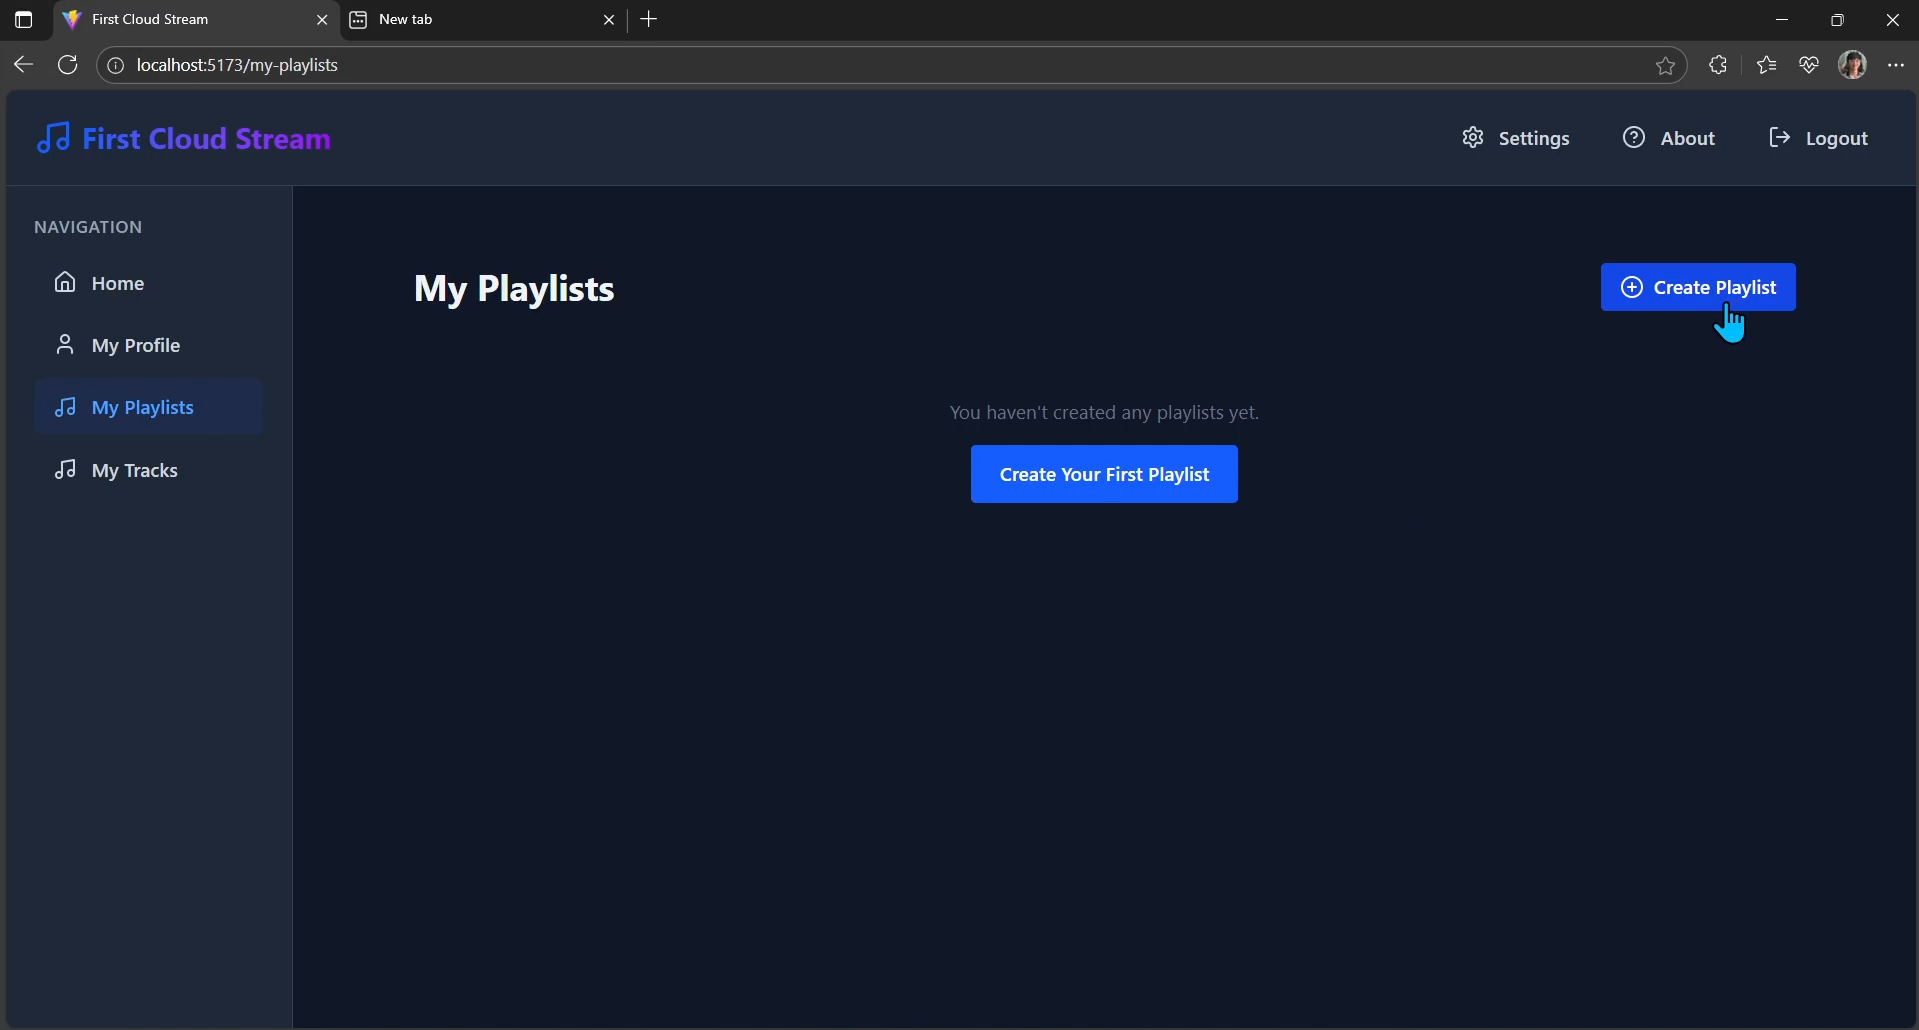 First Cloud Stream
New tab
localhost:5173/my-playlists
First Cloud Stream
Settings
About
Logout
NAVIGATION
Home
My Profile
My Playlists
My Tracks
My Playlists
Create Playlist
You haven't created any playlists yet.
Create Your First Playlist